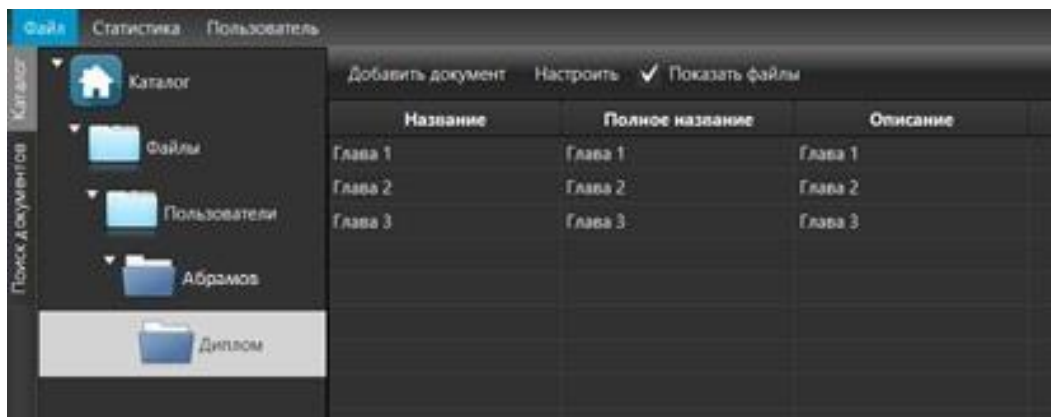 Файл Статистика Пользователь
Каталог
Поиск документов
Каталог
Файлы
Пользователи
Абрамов
Диплом
Добавить документ Настроить Показать файлы
Название Полное название Описание
Глава 1 Глава 1 Глава 1
Глава 2 Глава 2 Глава 2
Глава 3 Глава 3 Глава 3